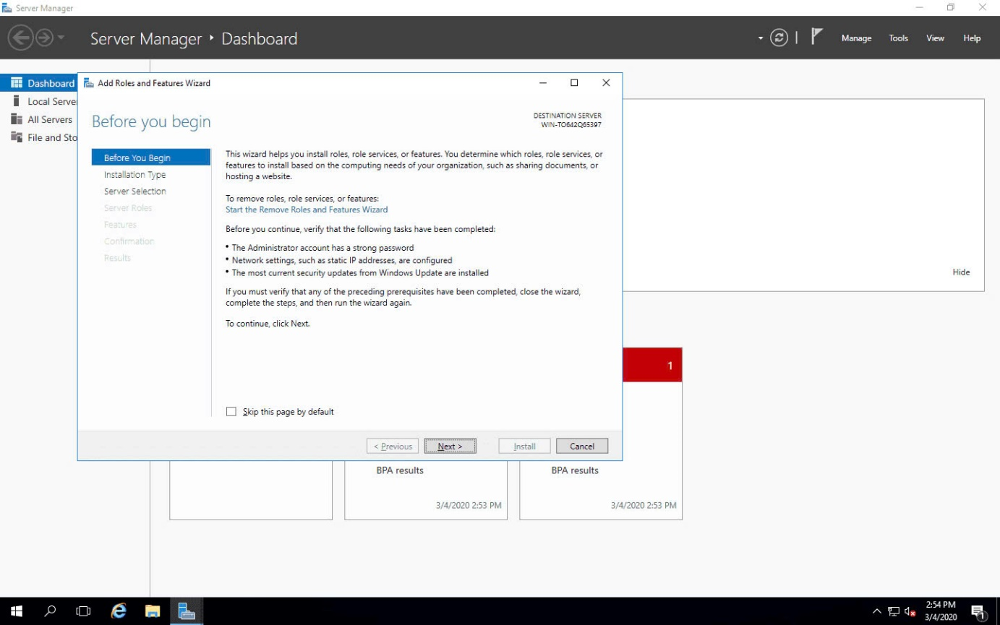 Server Manager
Server Manager ‣ Dashboard
Manage Tools View Help
Dashboard
Local Serve
All Servers
File and Sto
Add Roles and Features Wizard
Before you begin
DESTINATION SERVER
WIN-TO642Q65397
Before You Begin
Installation Type
Server Selection
Server Roles
Features
Confirmation
Results
This wizard helps you install roles, role services, or features. You determine which roles, role services, or
features to install based on the computing needs of your organization, such as sharing documents, or
hosting a website.
To remove roles, role services, or features:
Start the Remove Roles and Features Wizard
Before you continue, verify that the following tasks have been completed:
• The Administrator account has a strong password
• Network settings, such as static IP addresses, are configured
• The most current security updates from Windows Update are installed
If you must verify that any of the preceding prerequisites have been completed, close the wizard,
complete the steps, and then run the wizard again.
To continue, click Next.
Skip this page by default
< Previous Next > Install Cancel
Hide
1
BPA results
3/4/2020 2:53 PM
BPA results
3/4/2020 2:53 PM
2:54 PM
3/4/2020
1